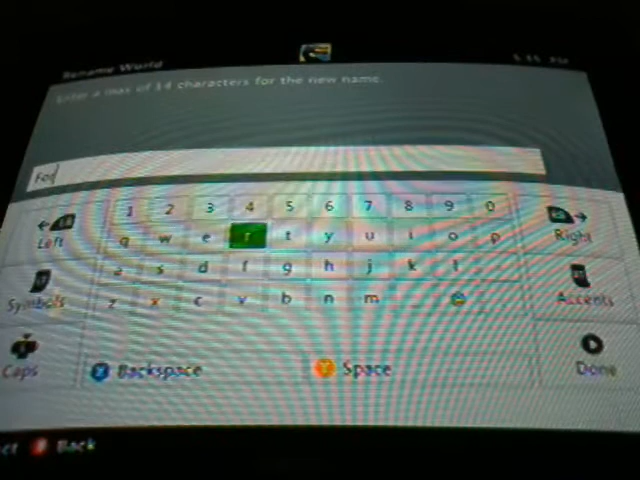 Rename World
Enter a max of 14 characters for the new name.
For
1 2 3 4 5 6 7 8 9 0
Left q w e r t y u i o p Right
a s d f g h j k l
Symbols Accents
z x c v b n m @
Caps X Backspace Y Space Done
Back